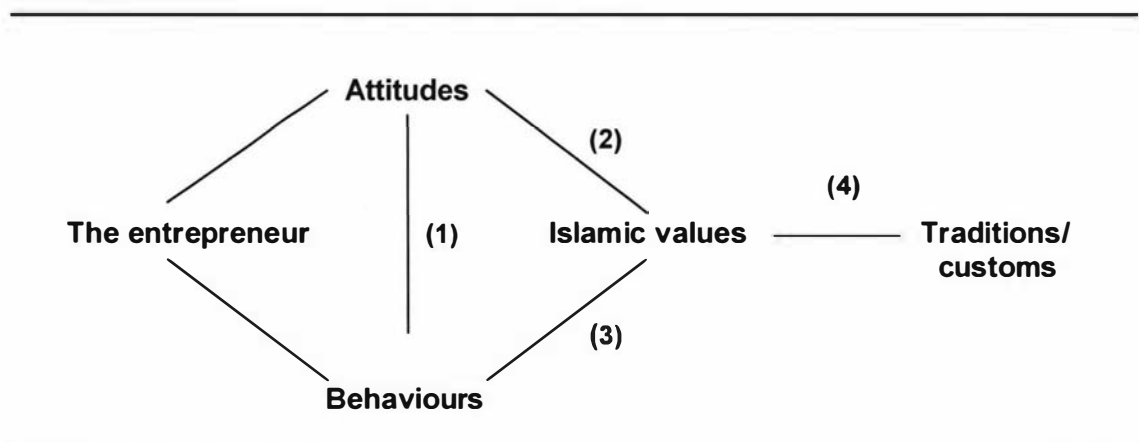 Attitudes
(2)
(4)
The entrepreneur
(1)
Islamic values
Traditions/
customs
(3)
Behaviours